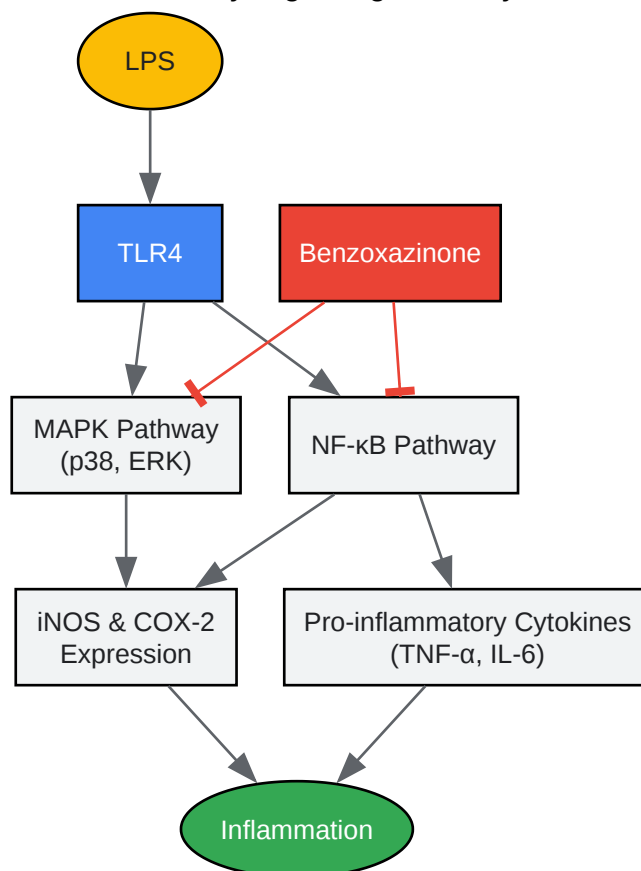 LPS
TLR4
Benzoxazinone
MAPK Pathway
(p38, ERK)
NF-κB Pathway
iNOS & COX-2
Expression
Pro-inflammatory Cytokines
(TNF-α, IL-6)
Inflammation